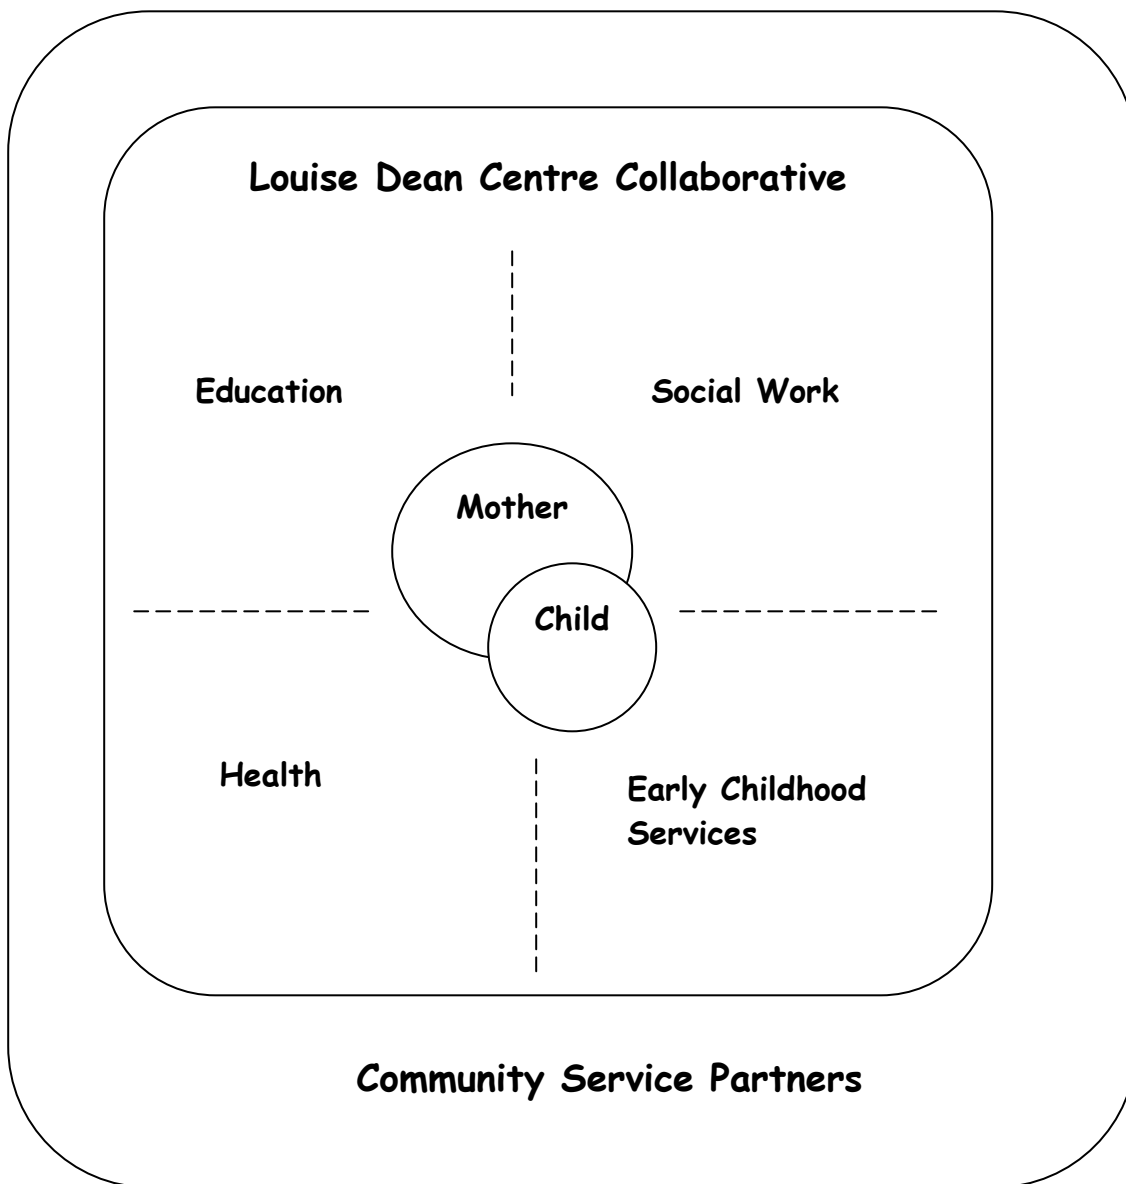 Louise Dean Centre Collaborative
Education
Social Work
Mother
Child
Health
Early Childhood
Services
Community Service Partners